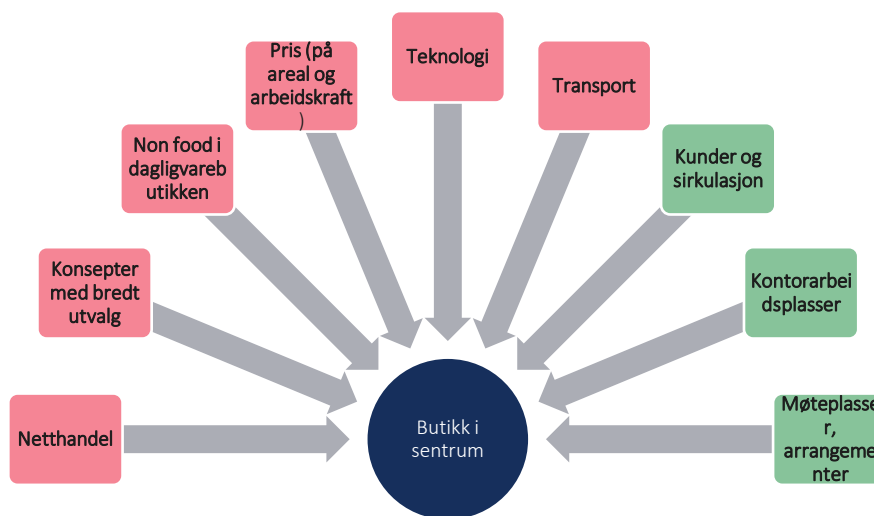 Teknologi
Pris (på
areal og
arbeidskraft
)
Transport
Non food i
dagligvareb
utikken
Kunder og
sirkulasjon
Konsepter
med bredt
utvalg
Kontorarbei
dsplasser
Netthandel
Butikk i
sentrum
Møteplasse
r,
arrangeme
nter